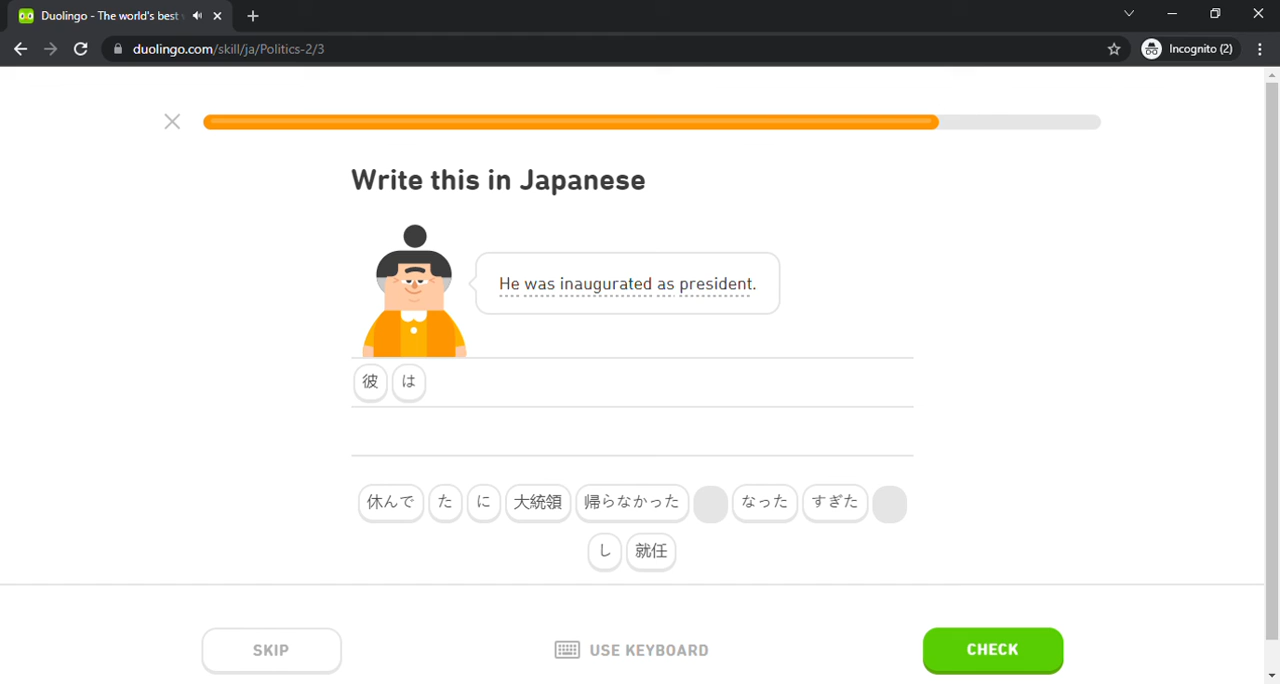 Duolingo - The world's best
duolingo.com/skill/ja/Politics-2/3
Incognito (2)
Write this in Japanese
He was inaugurated as president.
彼 は
休んで た に 大統領 帰らなかった なった すぎた
し 就任
SKIP
USE KEYBOARD
CHECK